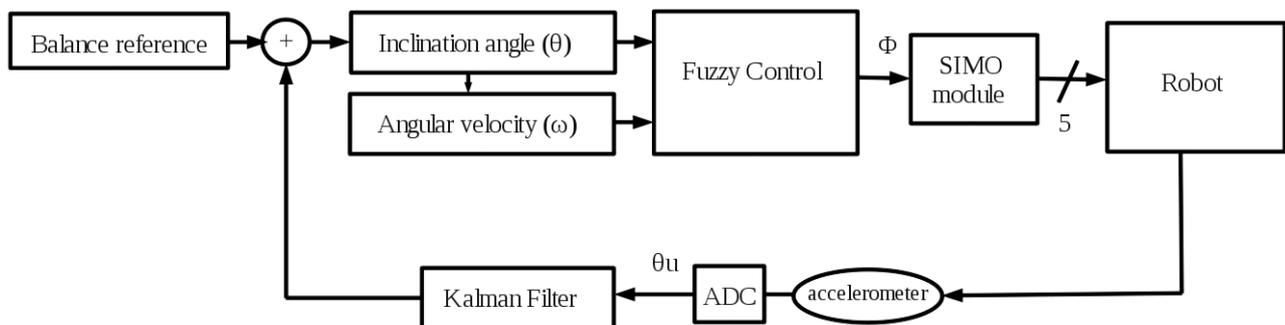 Balance reference
+
Inclination angle (θ)
Angular velocity (ω)
Fuzzy Control
Φ
SIMO
module
5
Robot
θu
Kalman Filter
ADC
accelerometer